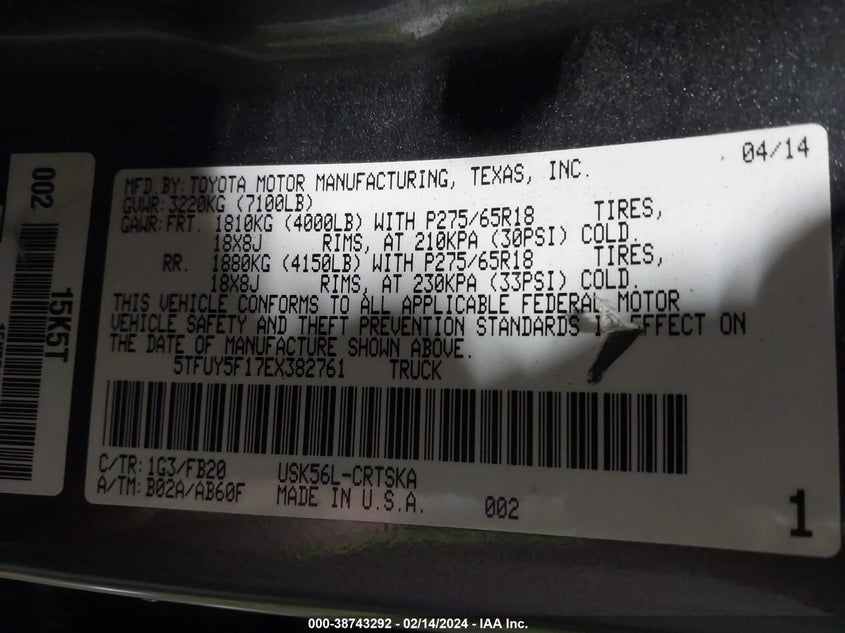 002
15K5T
04/14
MFD.BY:TOYOTA MOTOR MANUFACTURING, TEXAS, INC.
GVWR:3220KG (7100LB)
GAWR:FRT. 1810KG (4000LB) WITH P275/65R18 TIRES,
18X8J RIMS, AT 210KPA (30PSI) COLD.
RR. 1880KG (4150LB) WITH P275/65R18 TIRES,
18X8J RIMS, AT 230KPA (33PSI) COLD.
THIS VEHICLE CONFORMS TO ALL APPLICABLE FEDERAL MOTOR
VEHICLE SAFETY AND THEFT PREVENTION STANDARDS EFFECT ON
THE DATE OF MANUFACTURE SHOWN ABOVE.
5TFUY5F17EX382761 TRUCK
C/TR:1G3/FB20 USK56L-CRTSKA
A/TM:B02A/AB60F MADE IN U.S.A. 002
1
000-38743292 - 02/14/2024 - IAA Inc.